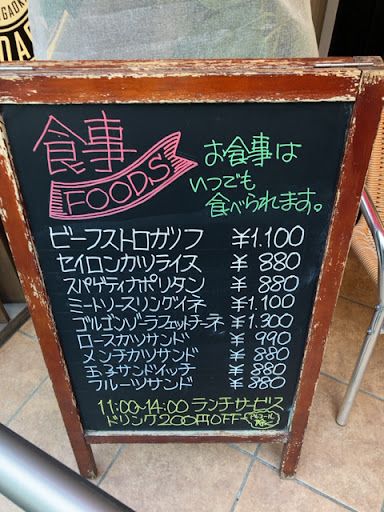 食事
FOODS
お食事は
いつでも
食べられます。
ビーフストロガノフ ¥1.100
セイロンカツライス ¥ 880
スパゲティナポリタン ¥ 880
ミートソースリングイネ ¥1.100
ゴルゴンゾーラフェットチーネ ¥1.300
ロースカツサンド ¥ 990
メンチカツサンド ¥ 880
玉子サンドイッチ ¥ 880
フルーツサンド ¥ 880
11:00~14:00 ランチサービス
ドリンク200円OFF